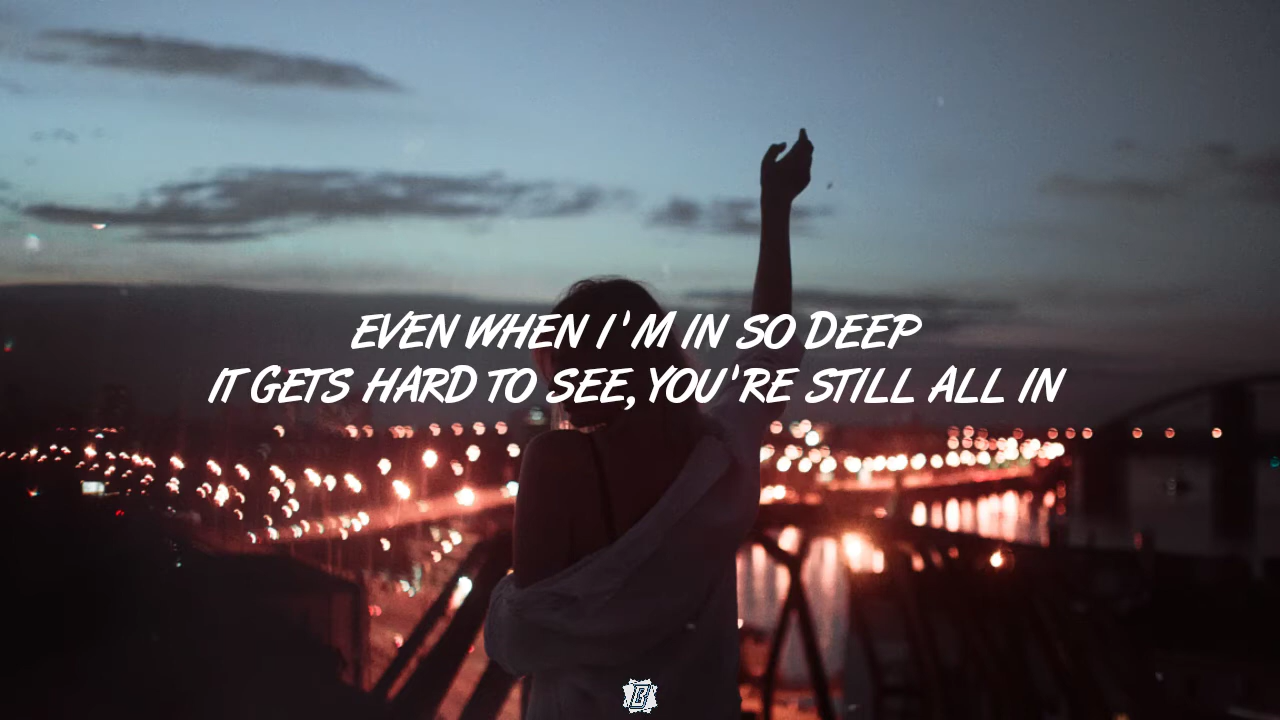 EVEN WHEN I'M IN SO DEEP
IT GETS HARD TO SEE, YOU'RE STILL ALL IN